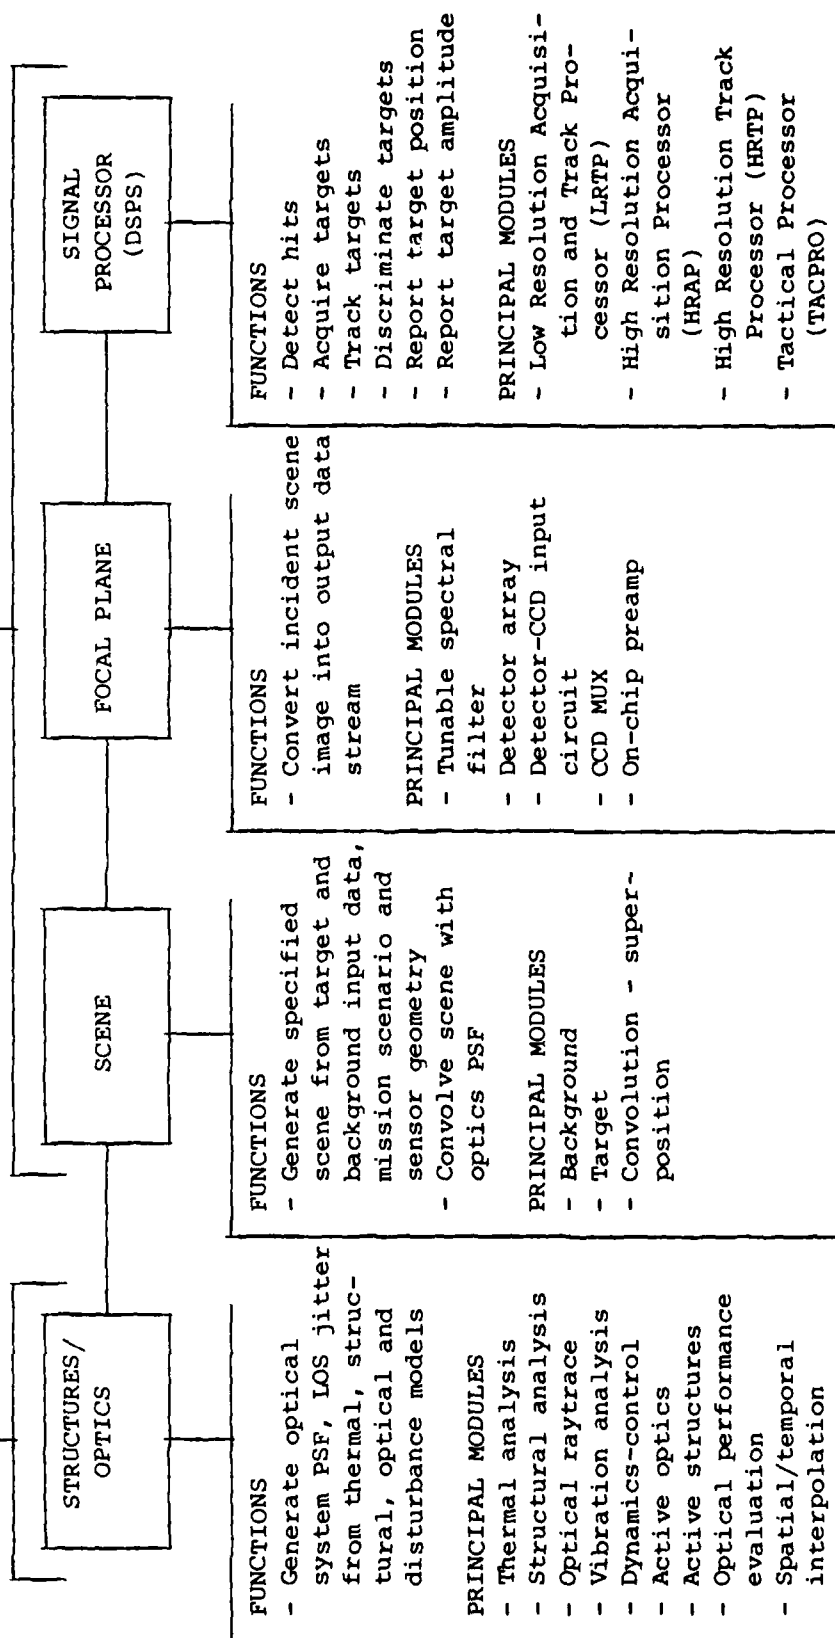 STRUCTURES/
OPTICS
FUNCTIONS
- Generate optical
system PSF, LOS jitter
from thermal, struc-
tural, optical and
disturbance models
PRINCIPAL MODULES
- Thermal analysis
- Structural analysis
- Optical raytrace
- Vibration analysis
- Dynamics-control
- Active optics
- Active structures
- Optical performance
evaluation
- Spatial/temporal
interpolation
SCENE
FUNCTIONS
- Generate specified
scene from target and
background input data,
mission scenario and
sensor geometry
- Convolve scene with
optics PSF
PRINCIPAL MODULES
- Background
- Target
- Convolution - super-
position
FOCAL PLANE
FUNCTIONS
- Convert incident scene
image into output data
stream
PRINCIPAL MODULES
- Tunable spectral
filter
- Detector array
- Detector-CCD input
circuit
- CCD MUX
- On-chip preamp
SIGNAL
PROCESSOR
(DSPS)
FUNCTIONS
- Detect hits
- Acquire targets
- Track targets
- Discriminate targets
- Report target position
- Report target amplitude
PRINCIPAL MODULES
- Low Resolution Acquisi-
tion and Track Pro-
cessor (LRTP)
- High Resolution Acqui-
sition Processor
(HRAP)
- High Resolution Track
Processor (HRTP)
- Tactical Processor
(TACPRO)